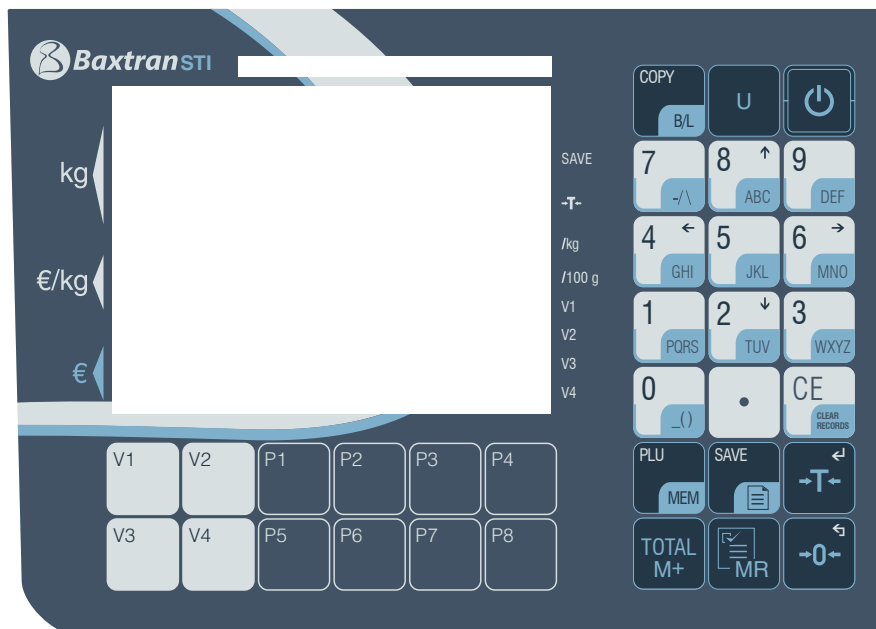 Baxtran STI
kg
€/kg
€
SAVE
→T←
/kg
/100 g
V1
V2
V3
V4
COPY
B/L
U
7
-/\
8 ↑
ABC
9
DEF
4 ←
GHI
5
JKL
6 →
MNO
1
PQRS
2 ↓
TUV
3
WXYZ
0
_()
.
CE
CLEAR
RECORDS
PLU
MEM
SAVE
→T←
TOTAL
M+
MR
→0←
V1 V2 P1 P2 P3 P4
V3 V4 P5 P6 P7 P8